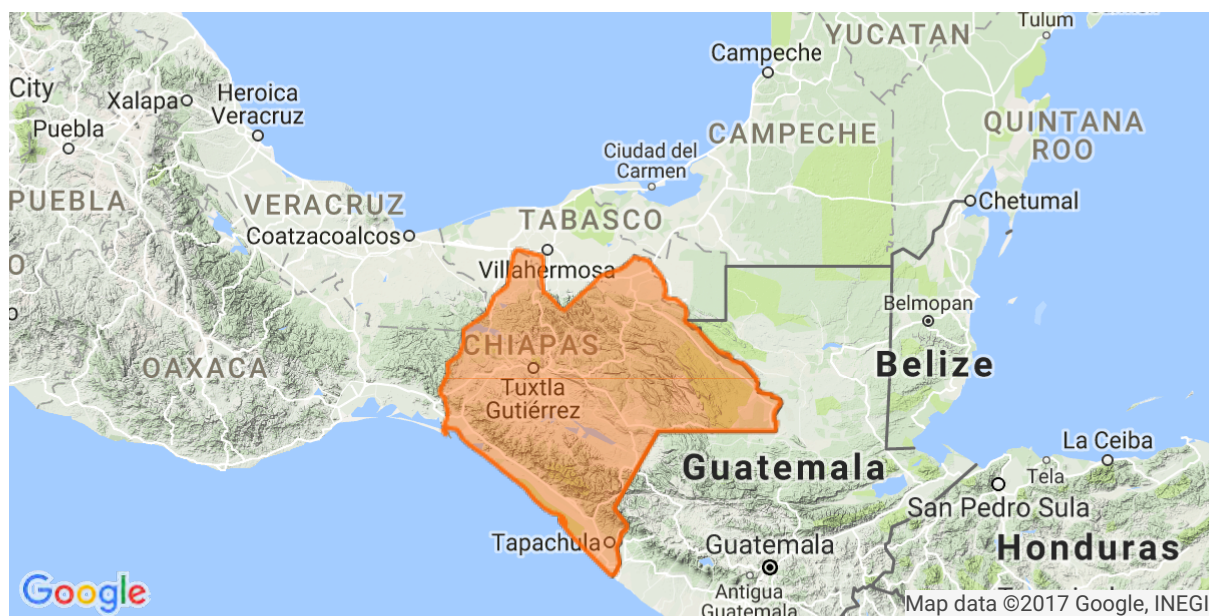 Tulum
YUCATAN
Campeche
City
Xalapa
Heroica
Veracruz
Puebla
CAMPECHE
QUINTANA
ROO
Ciudad del
Carmen
PUEBLA
VERACRUZ
TABASCO
Chetumal
Coatzacoalcos
Villahermosa
O
Belmopan
CHIAPAS
OAXACA
Belize
Tuxtla
Gutiérrez
La Ceiba
Guatemala
Tela
San Pedro Sula
Tapachula
Guatemala
Honduras
Antigua
Guatemala
Google
Map data ©2017 Google, INEGI